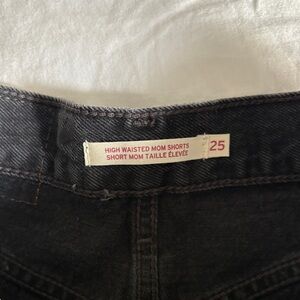 HIGH WAISTED MOM SHORTS
SHORT MOM TAILLE ÉLEVÉE
25